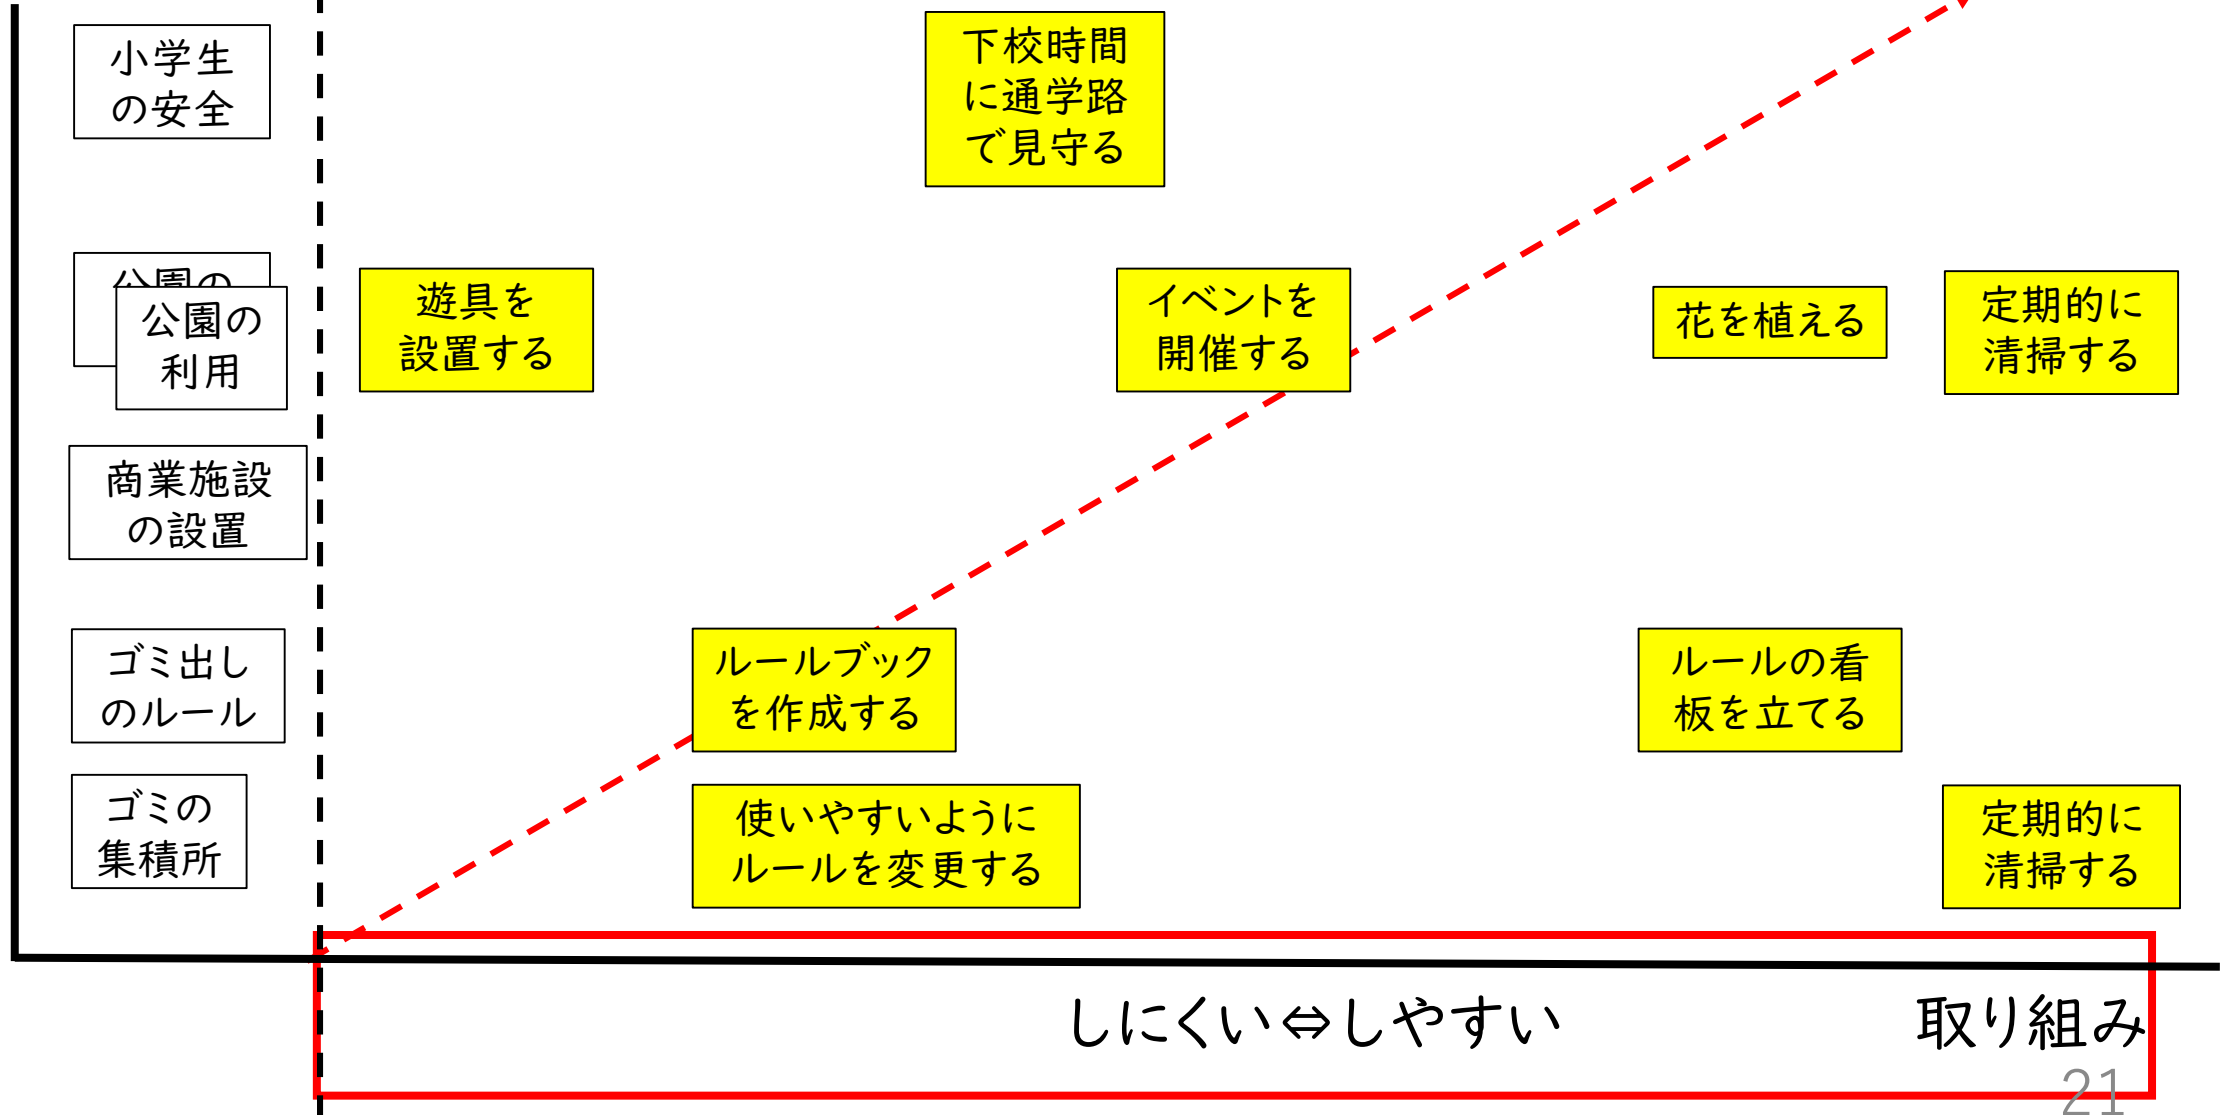 小学生
の安全
下校時間
に通学路
で見守る
公園の
公園の
利用
遊具を
設置する
イベントを
開催する
花を植える
定期的に
清掃する
商業施設
の設置
ゴミ出し
のルール
ルールブック
を作成する
ルールの看
板を立てる
ゴミの
集積所
使いやすいように
ルールを変更する
定期的に
清掃する
しにくい⇔しやすい
取り組み
21